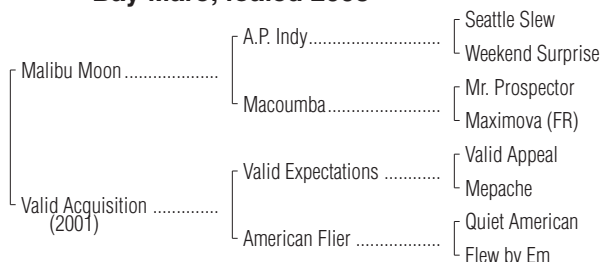 Bay Mare; foaled
Seattle Slew
A.P. Indy
Weekend Surprise
Malibu Moon
Mr. Prospector
Macoumba
Maximova (FR)
Valid Appeal
Valid Expectations
Mepache
Valid Acquisition
(2001)
Quiet American
American Flier
Flew by Em